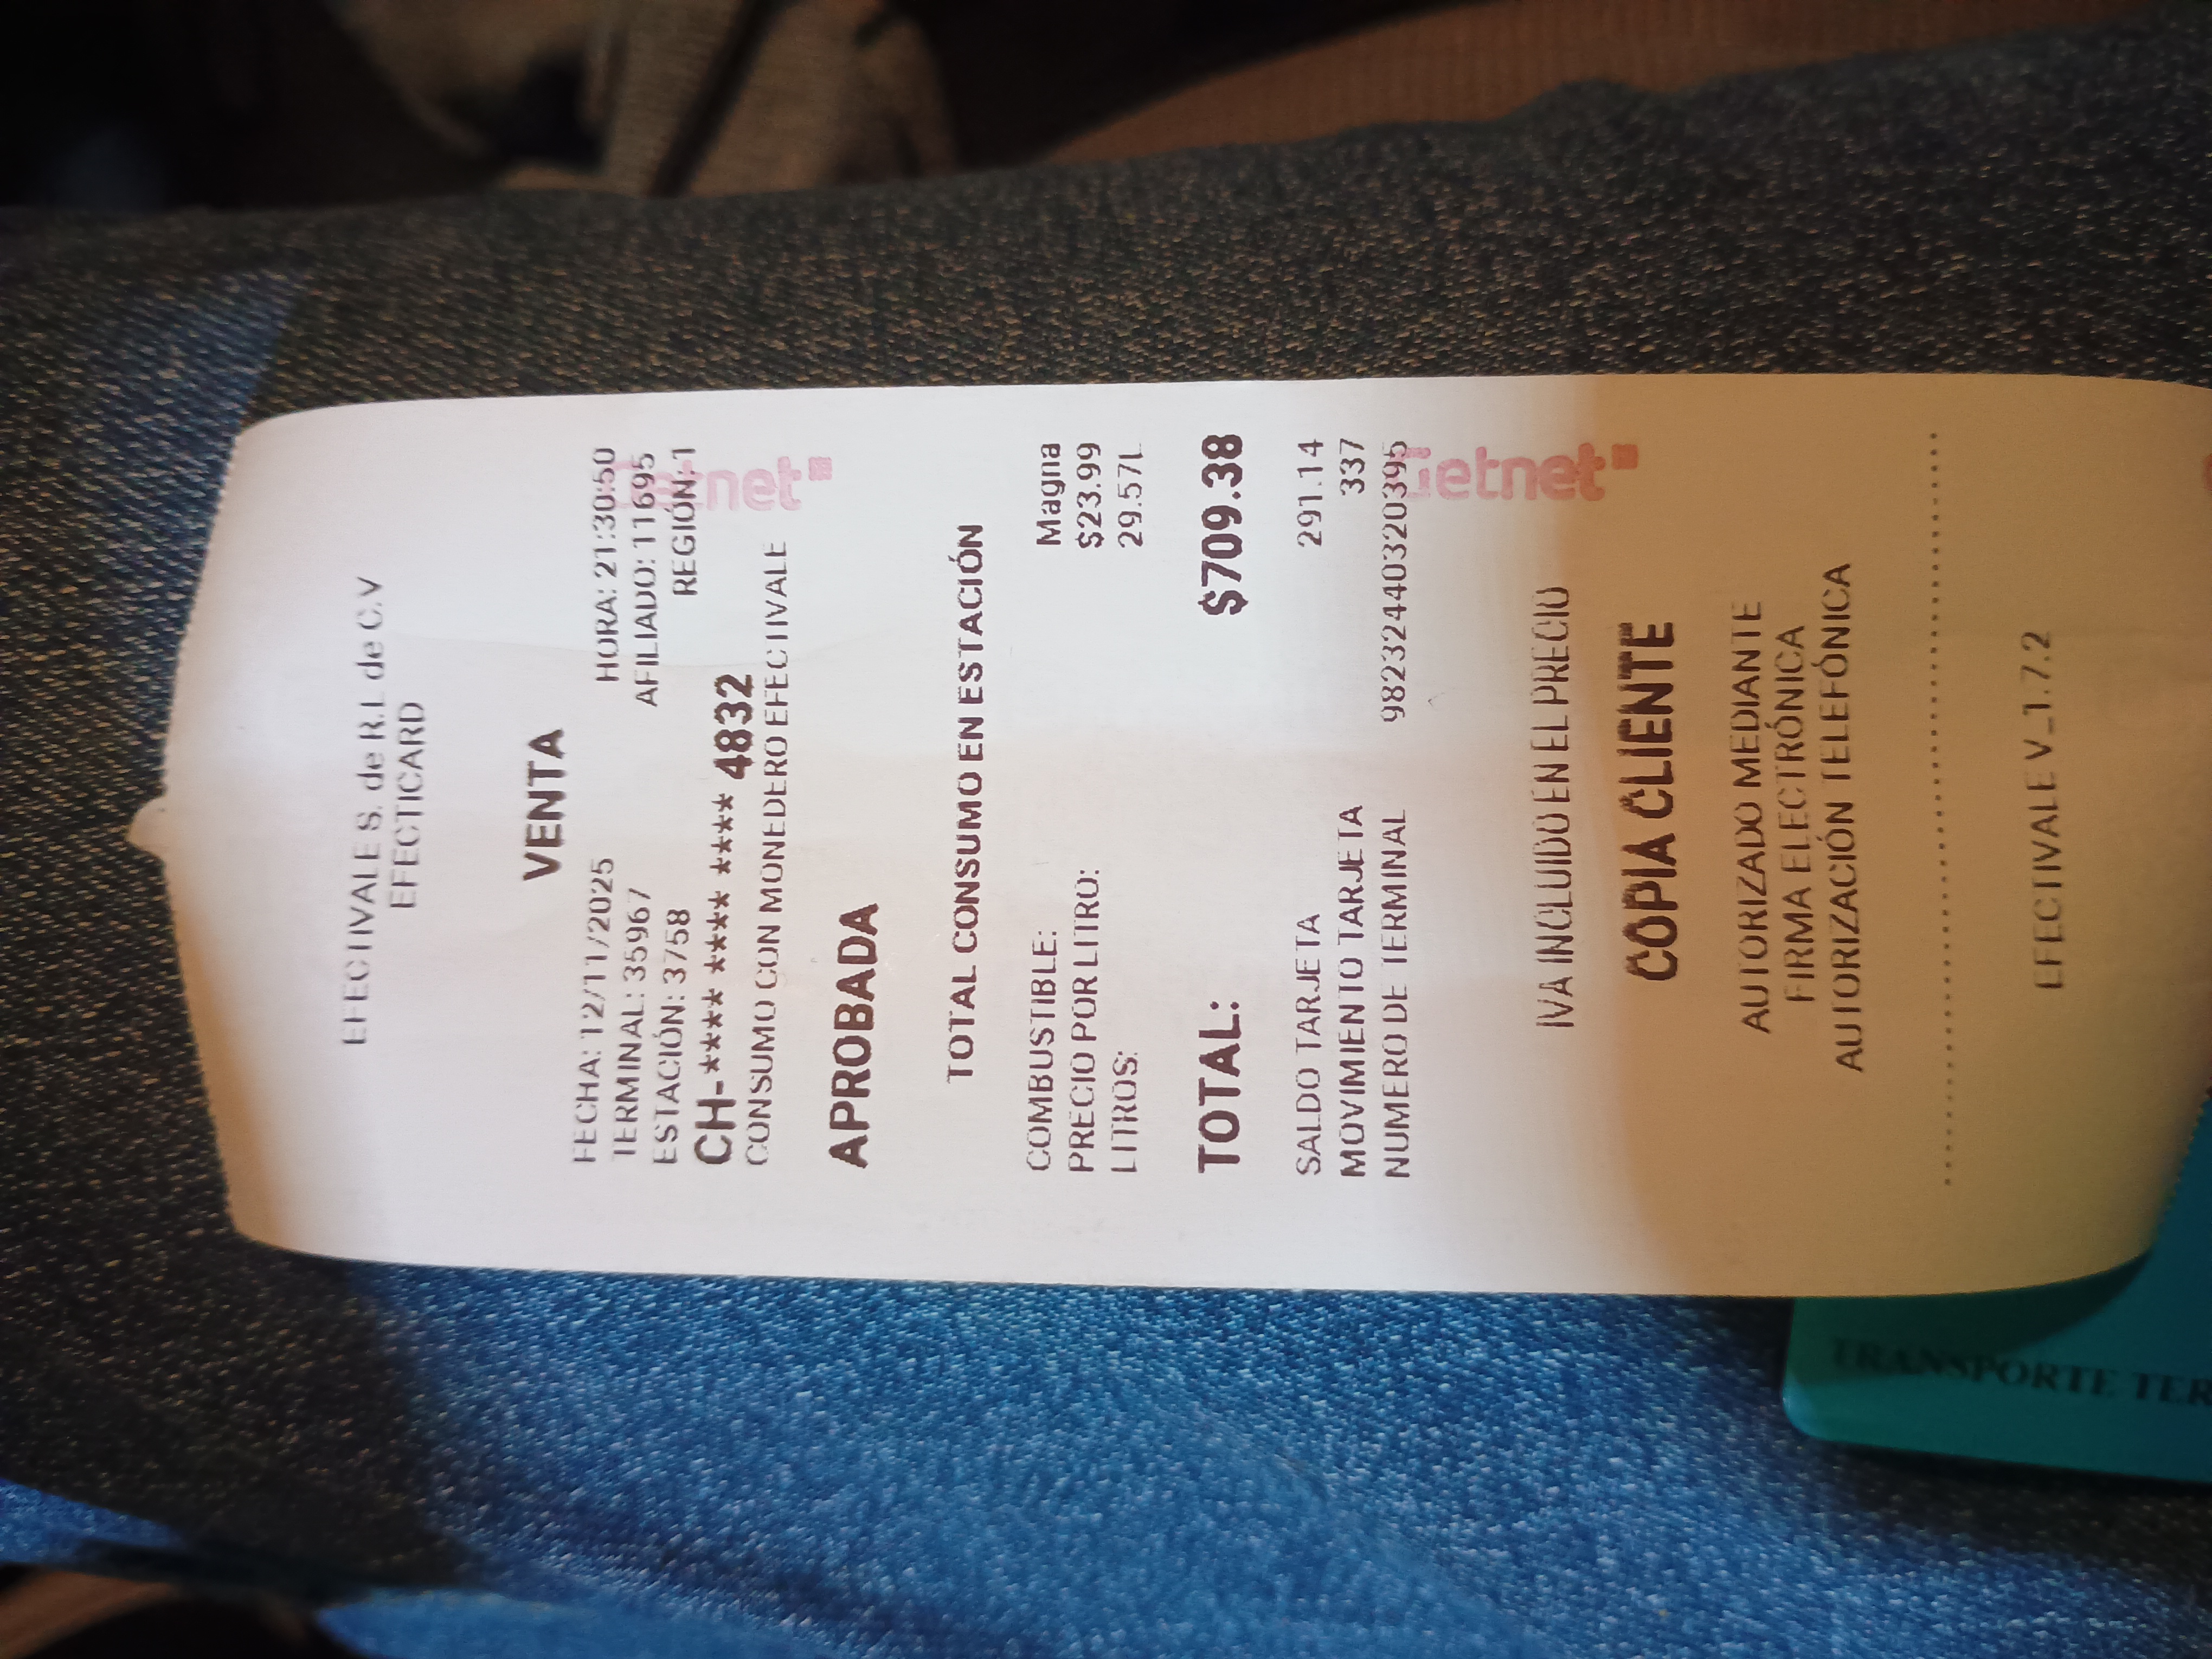 EFECTIVALE S. de R.L de C.V
EFECTICARD
VENTA
FECHA: 12/11/2025 HORA: 21:30:50
TERMINAL: 35967 AFILIADO: 11695
ESTACIÓN: 37758 REGIÓN:1
CH-**** **** **** 4832
CONSUMO CON MONEDERO EFECTIVALE
APROBADA
TOTAL CONSUMO EN ESTACIÓN
COMBUSTIBLE: Magna
PRECIO POR LITRO: $23.99
LITROS: 29.57L
TOTAL: $709.38
SALDO TARJETA 291.14
MOVIMIENTO TARJETA 337
NUMERO DE TERMINAL 98232440320395
IVA INCLUIDO EN EL PRECIO
COPIA CLIENTE
AUTORIZADO MEDIANTE
FIRMA ELECTRÓNICA
AUTORIZACIÓN TELEFÓNICA
EFECTIVALE V_1.7.2
Getnet
Getnet
TRANSPORTE TER